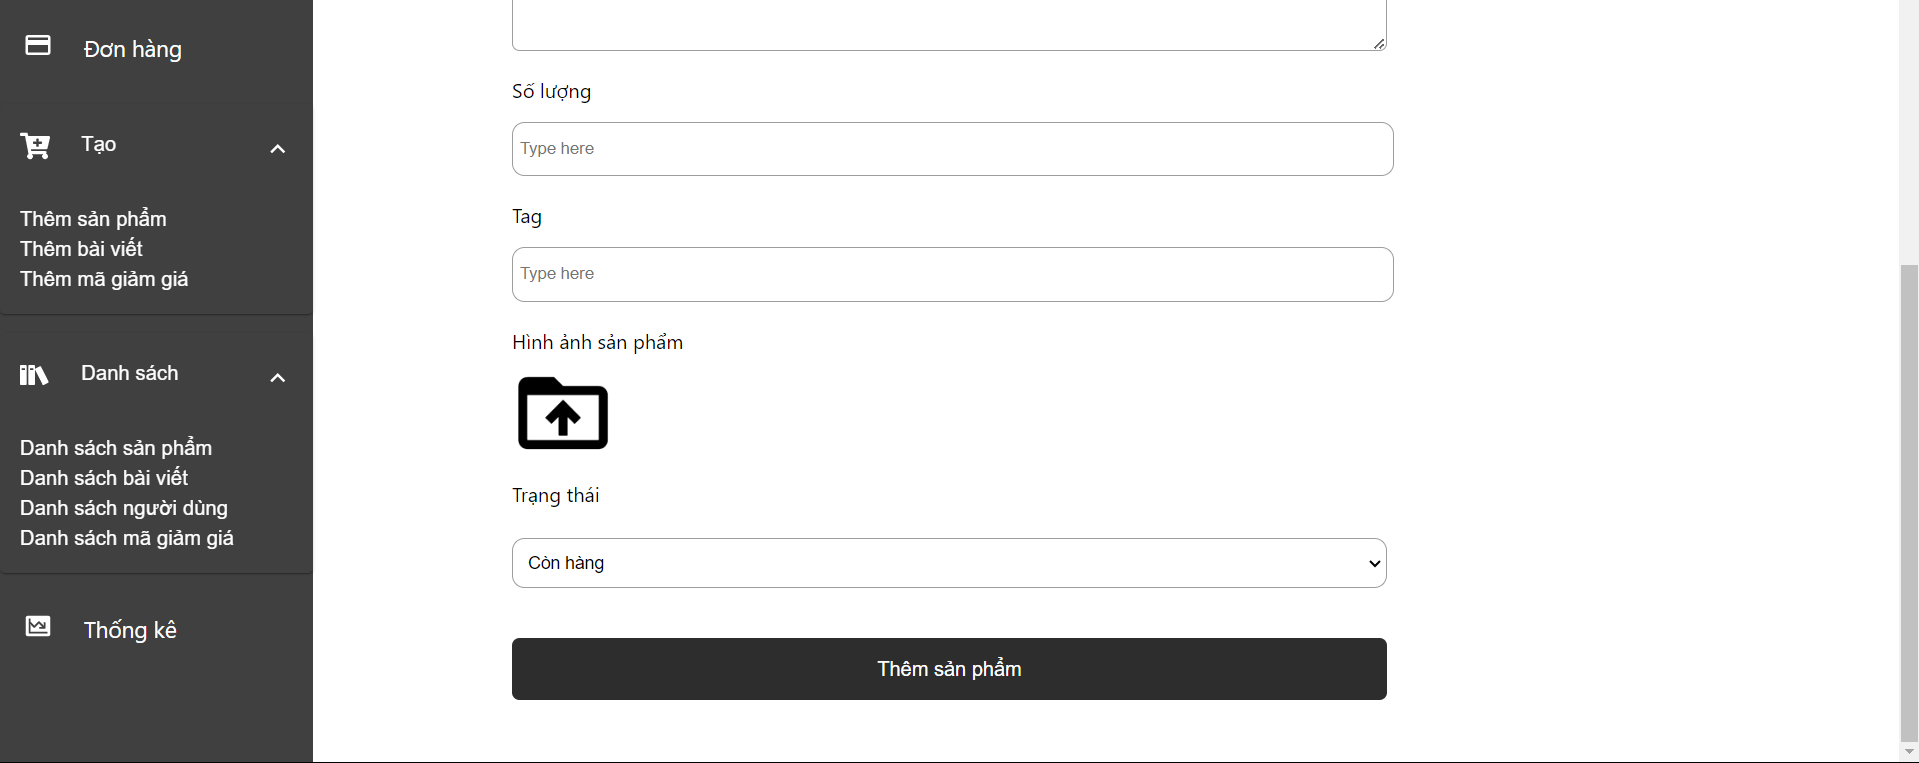 Đơn hàng
Tạo
Thêm sản phẩm
Thêm bài viết
Thêm mã giảm giá
Danh sách
Danh sách sản phẩm
Danh sách bài viết
Danh sách người dùng
Danh sách mã giảm giá
Thống kê
Số lượng
Type here
Tag
Type here
Hình ảnh sản phẩm
Trạng thái
Còn hàng
Thêm sản phẩm